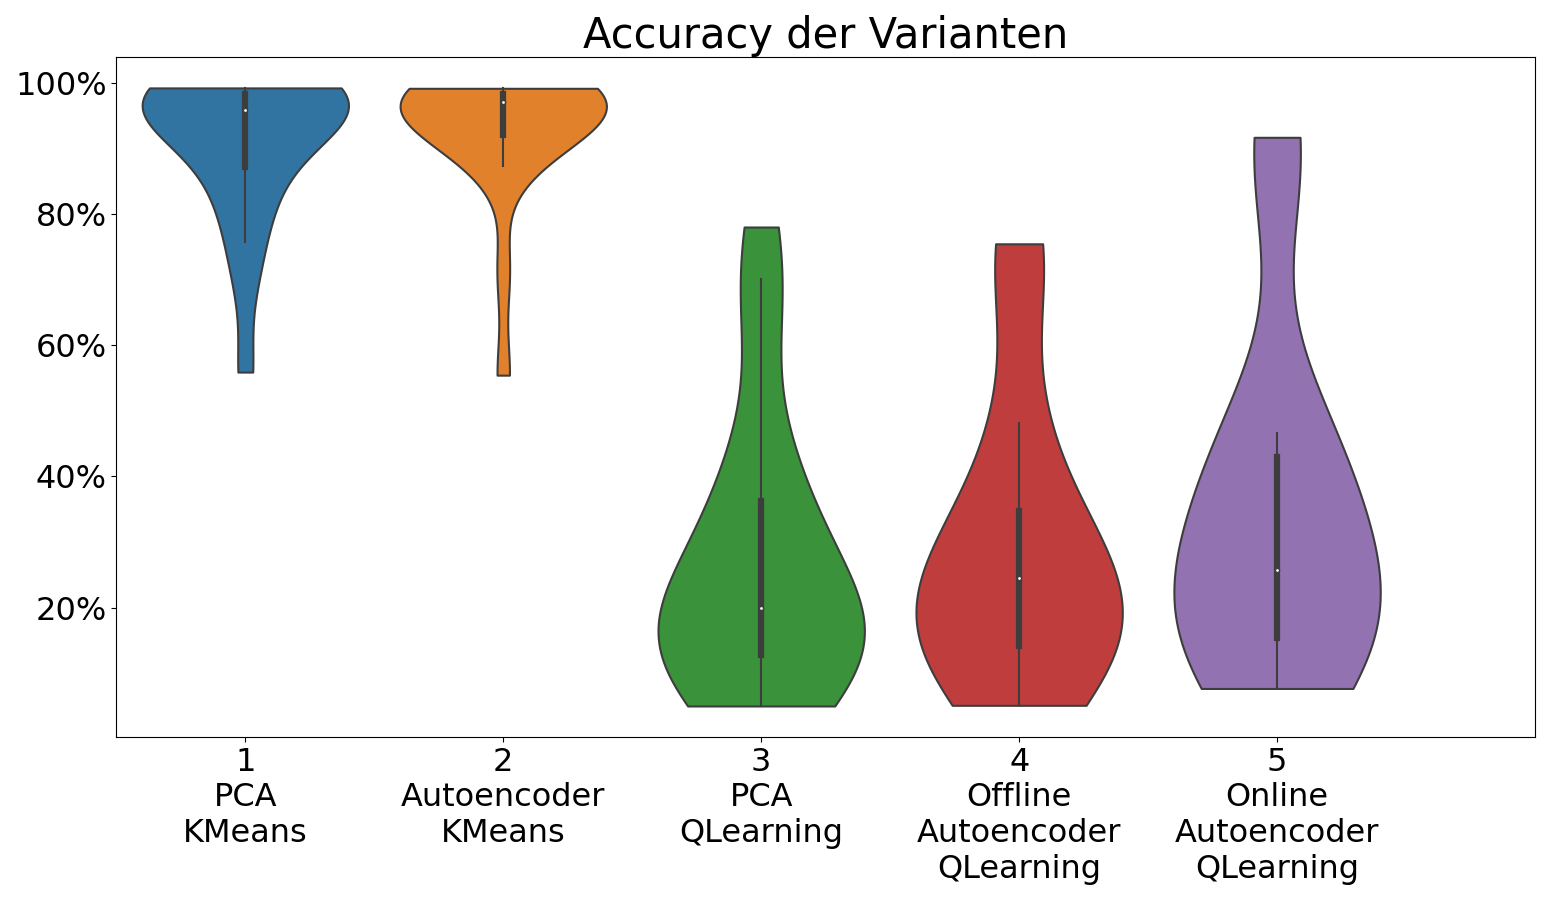 Accuracy der Varianten
100%
80%
60%
40%
20%
1 2 3 4 5
PCA Autoencoder PCA Offline Online
KMeans KMeans QLearning Autoencoder Autoencoder
QLearning QLearning